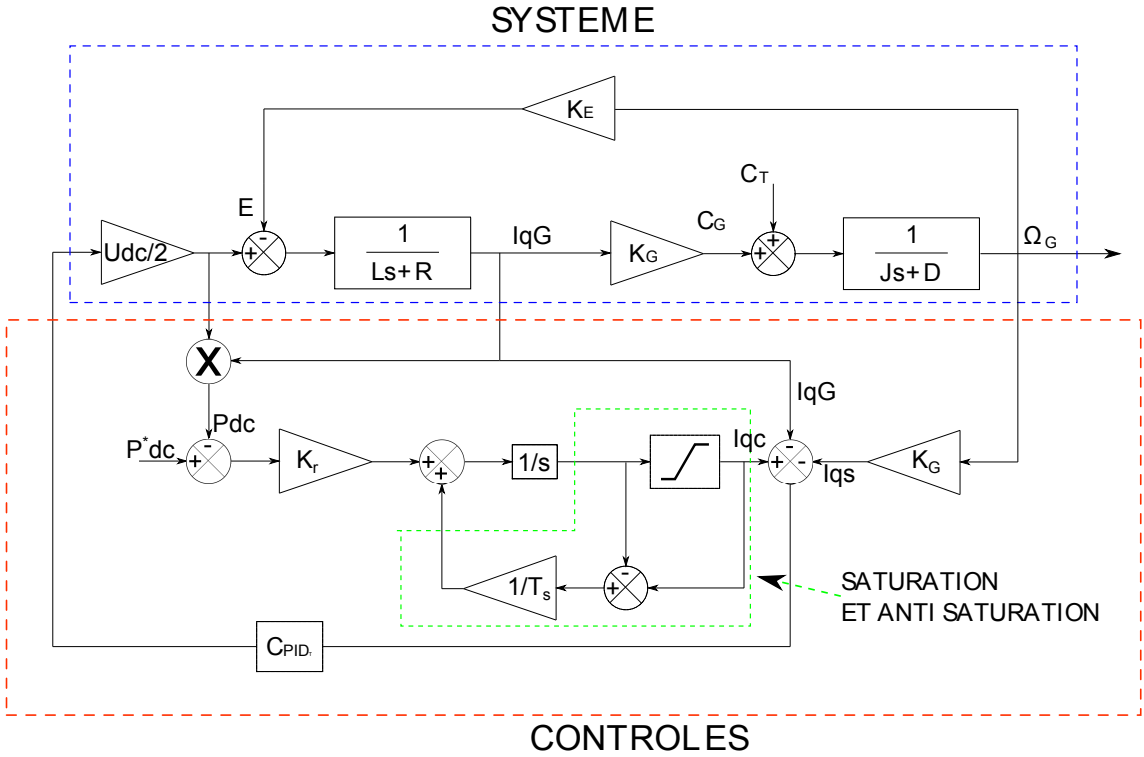 SYSTEME
KE
CT
E
CG
Udc/2
-
+
1
Ls+R
IqG
KG
+
+
1
Js+D
ΩG
X
IqG
Pdc
P*dc
-
+
Kr
+
+
1/s
Iqc
-
+
-
Iqs
KG
-
+
1/Ts
SATURATION
ET ANTI SATURATION
CPID
CONTROLES